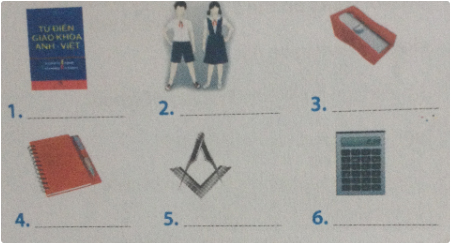 TỪ ĐIỂN
GIÁO KHOA
ANH - VIỆT
1.
2.
3.
4.
5.
6.